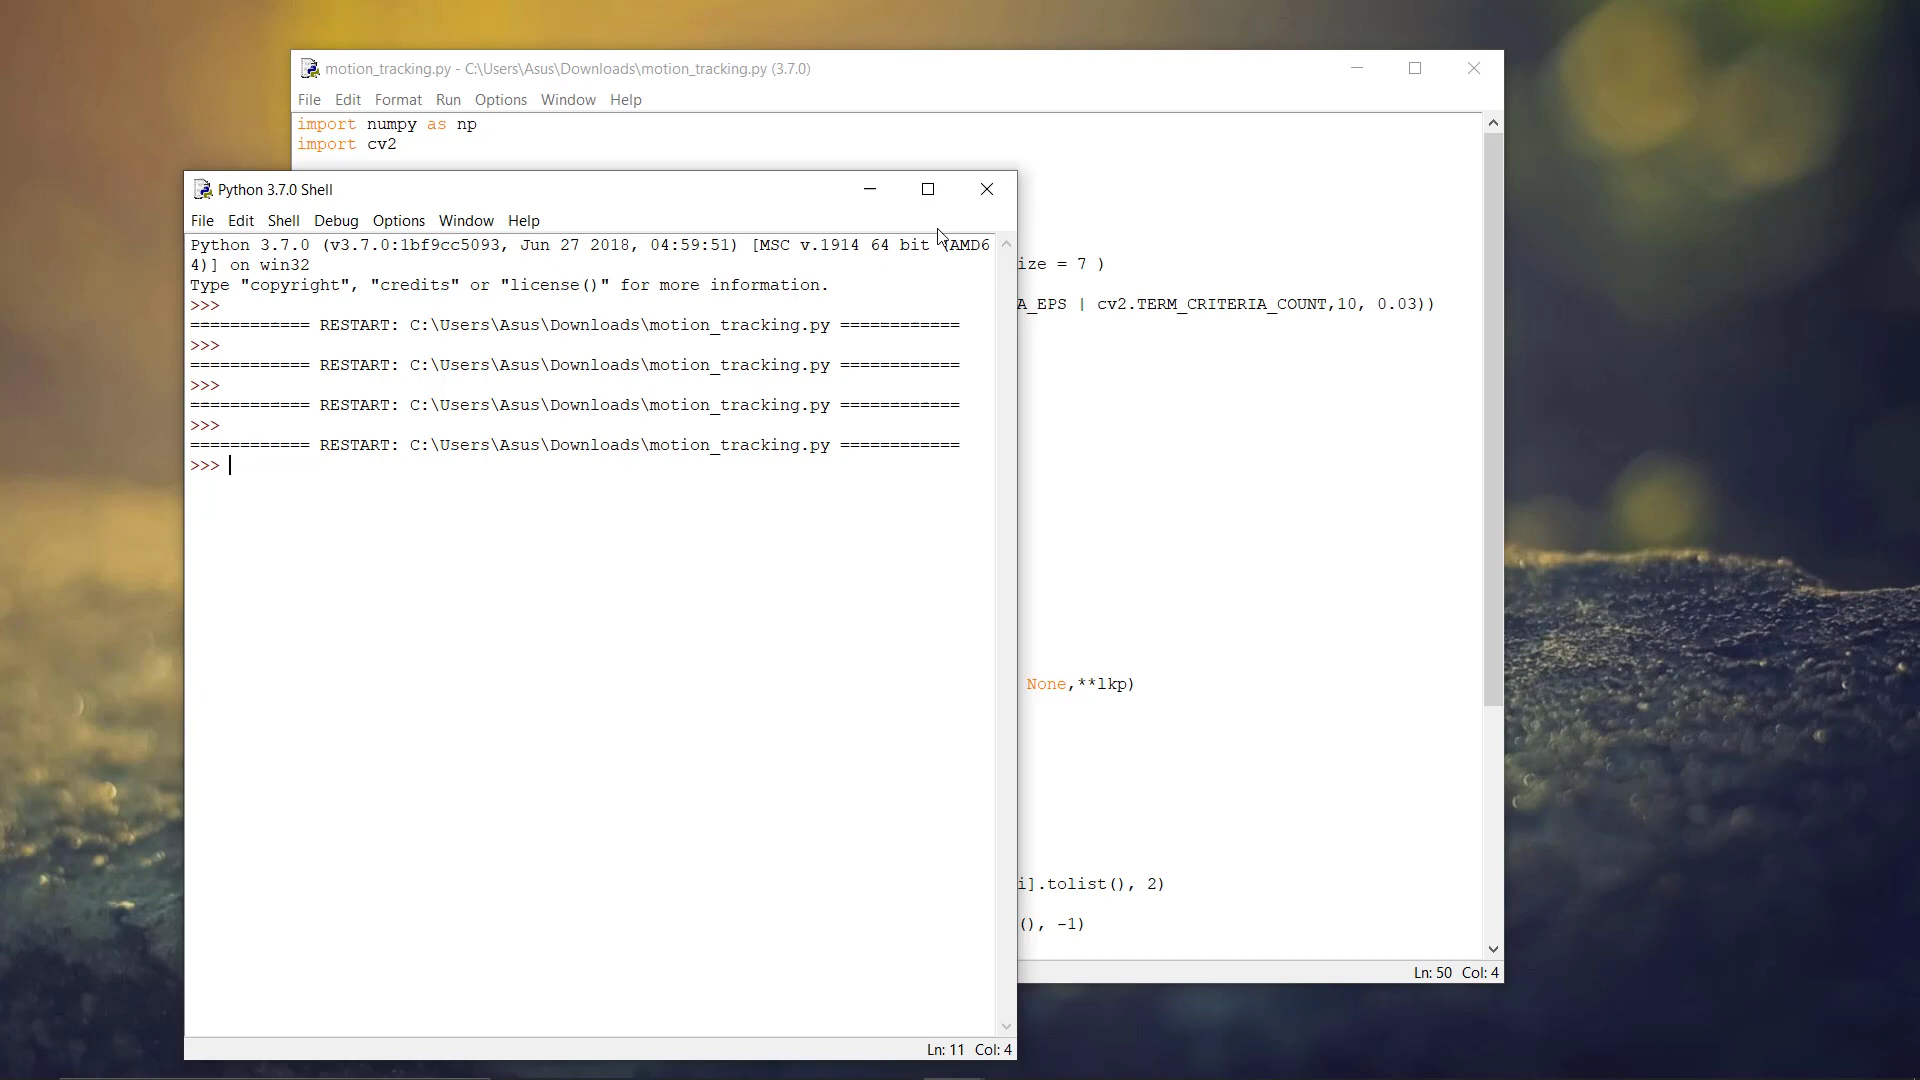 motion_tracking.py - C:\Users\Asus\Downloads\motion_tracking.py (3.7.0)
File Edit Format Run Options Window Help
import numpy as np
import cv2
Python 3.7.0 Shell
File Edit Shell Debug Options Window Help
Python 3.7.0 (v3.7.0:1bf9cc5093, Jun 27 2018, 04:59:51) [MSC v.1914 64 bit (AMD6
4)] on win32
Type "copyright", "credits" or "license()" for more information.
>>>
============ RESTART: C:\Users\Asus\Downloads\motion_tracking.py ============
>>>
============ RESTART: C:\Users\Asus\Downloads\motion_tracking.py ============
>>>
============ RESTART: C:\Users\Asus\Downloads\motion_tracking.py ============
>>>
============ RESTART: C:\Users\Asus\Downloads\motion_tracking.py ============
>>>
Ln: 11 Col: 4
ize = 7 )
A_EPS | cv2.TERM_CRITERIA_COUNT,10, 0.03))
None,**lkp)
i].tolist(), 2)
(), -1)
Ln: 50 Col: 4